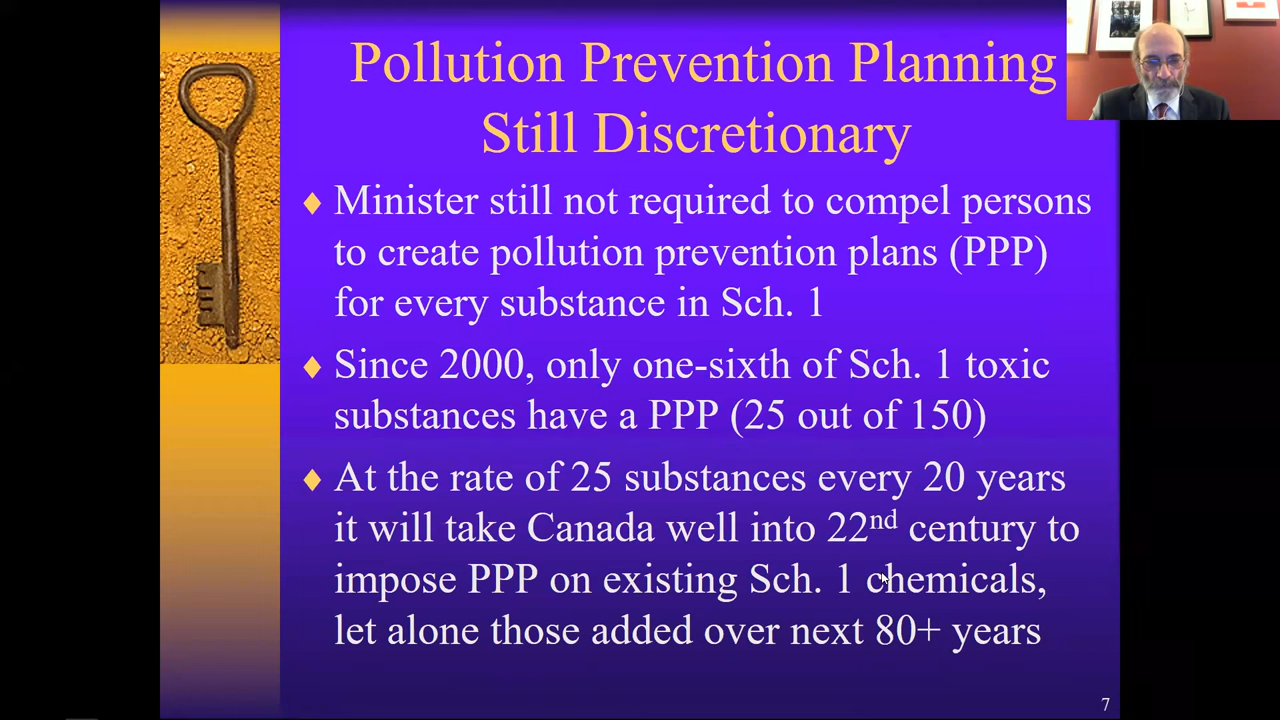 Pollution Prevention Planning
Still Discretionary
♦ Minister still not required to compel persons
to create pollution prevention plans (PPP)
for every substance in Sch. 1
♦ Since 2000, only one-sixth of Sch. 1 toxic
substances have a PPP (25 out of 150)
♦ At the rate of 25 substances every 20 years
it will take Canada well into 22nd century to
impose PPP on existing Sch. 1 chemicals,
let alone those added over next 80+ years
7